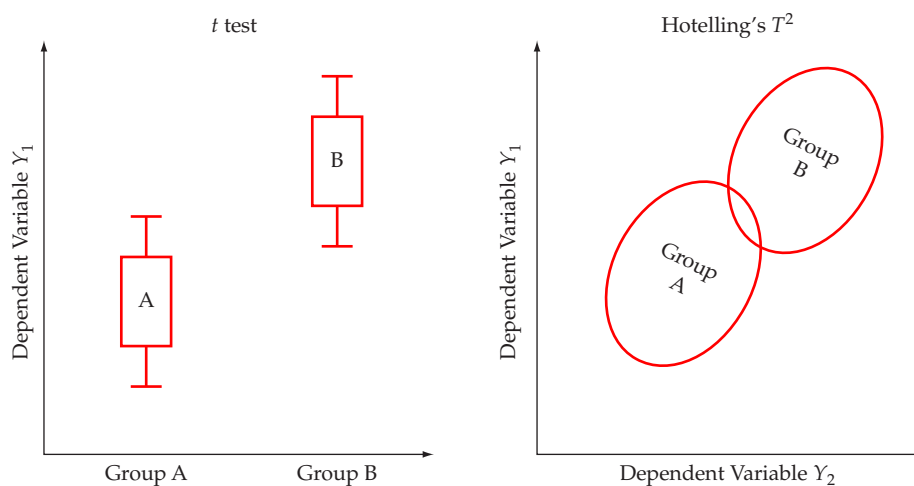 t test
Dependent Variable Y₁
A
B
Group A
Group B
Hotelling's T²
Dependent Variable Y₁
Group
B
Group
A
Dependent Variable Y₂